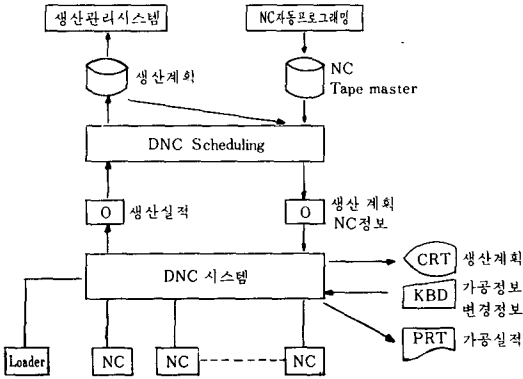 생산관리시스템
NC자동프로그래밍
생산계획
NC
Tape master
DNC Scheduling
O
생산실적
O
생산 계획
NC정보
DNC 시스템
CRT
생산계획
KBD
가공정보
변경정보
PRT
가공실적
Loader
NC
NC
NC